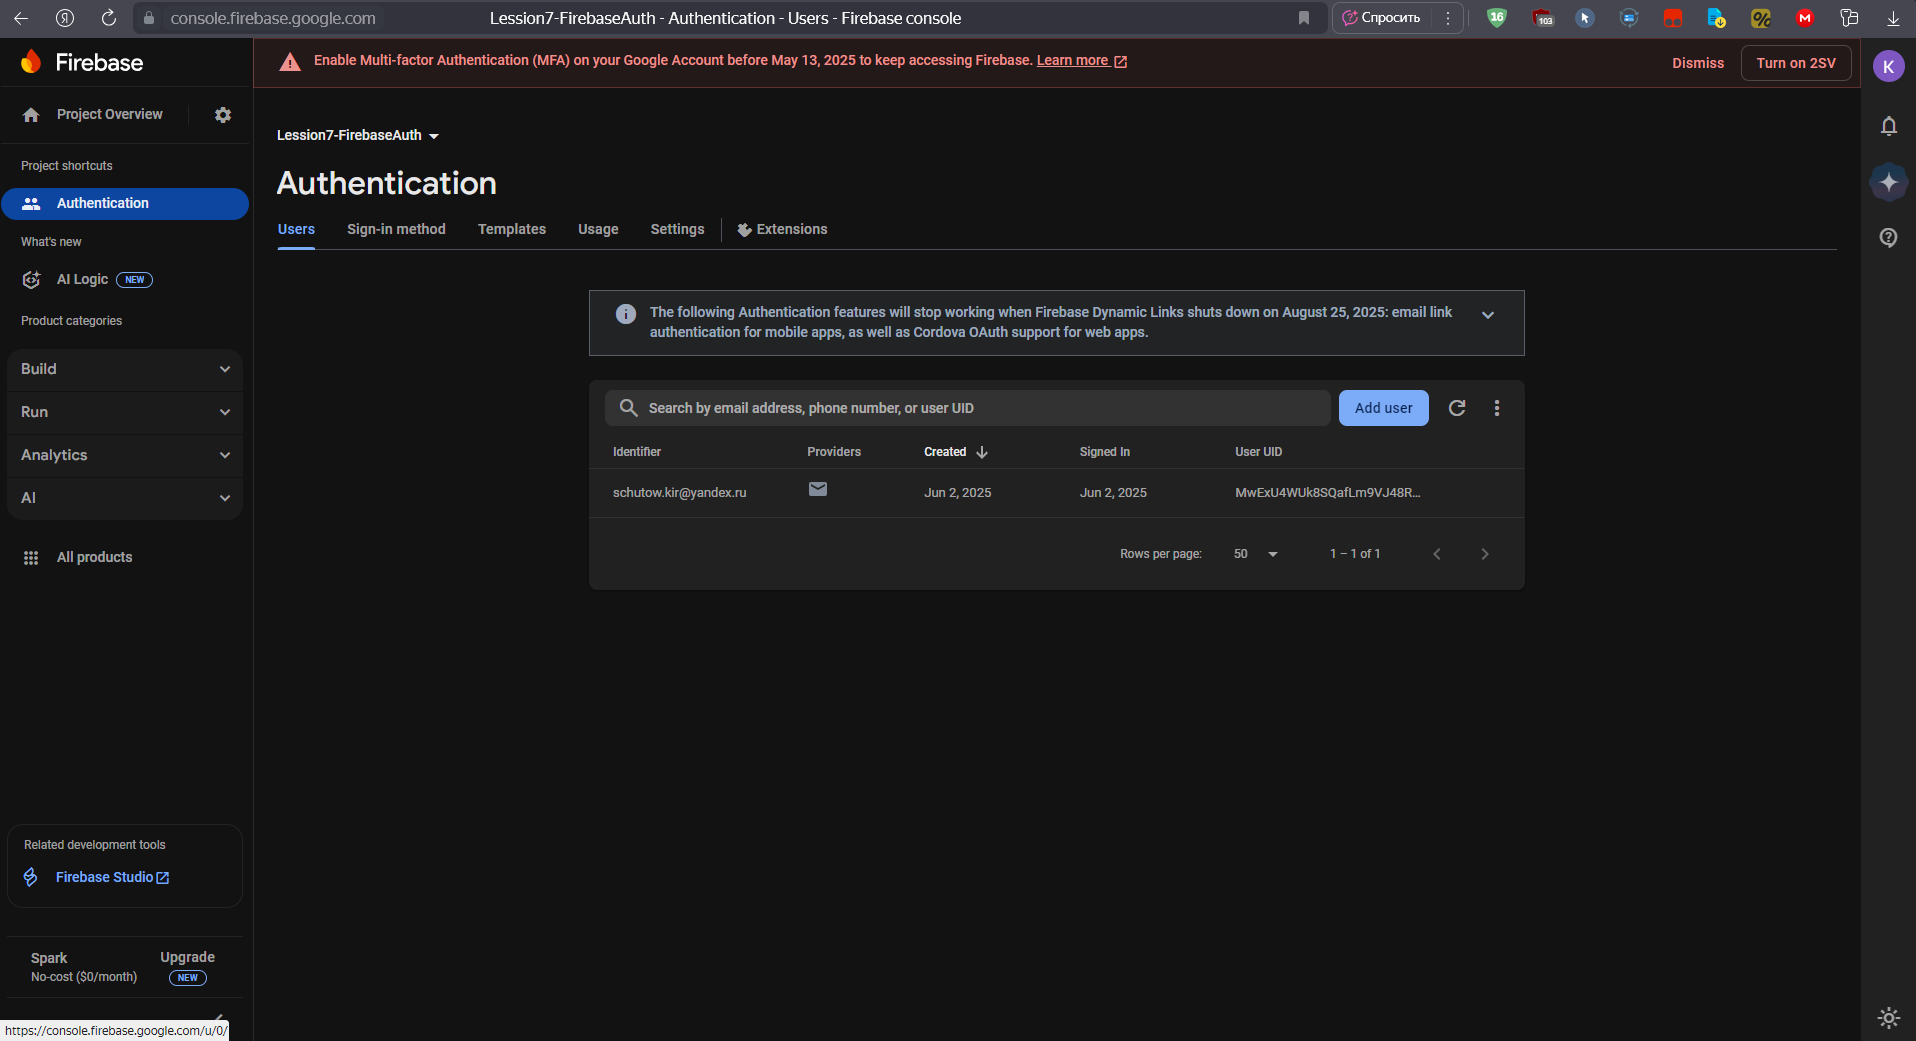 console.firebase.google.com
Lession7-FirebaseAuth - Authentication - Users - Firebase console
Спросить
16
103
Firebase
Enable Multi-factor Authentication (MFA) on your Google Account before May 13, 2025 to keep accessing Firebase. Learn more
Dismiss
Turn on 2SV
K
Project Overview
Project shortcuts
Authentication
What's new
AI Logic
NEW
Product categories
Build
Run
Analytics
AI
All products
Related development tools
Firebase Studio
Spark
No-cost ($0/month)
Upgrade
NEW
https://console.firebase.google.com/u/0/
Lession7-FirebaseAuth
Authentication
Users
Sign-in method
Templates
Usage
Settings
Extensions
The following Authentication features will stop working when Firebase Dynamic Links shuts down on August 25, 2025: email link
authentication for mobile apps, as well as Cordova OAuth support for web apps.
Search by email address, phone number, or user UID
Add user
Identifier
Providers
Created
Signed In
User UID
schutow.kir@yandex.ru
Jun 2, 2025
Jun 2, 2025
MwExU4WUk8SQafLm9VJ48R...
Rows per page:
50
1 – 1 of 1